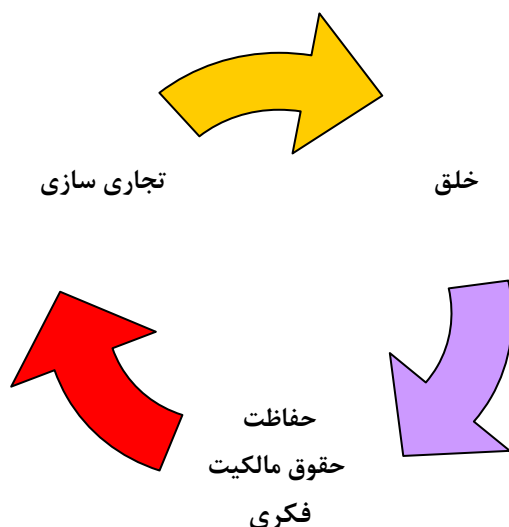 خلق
تجاری سازی
حفاظت
حقوق مالکیت
فکری